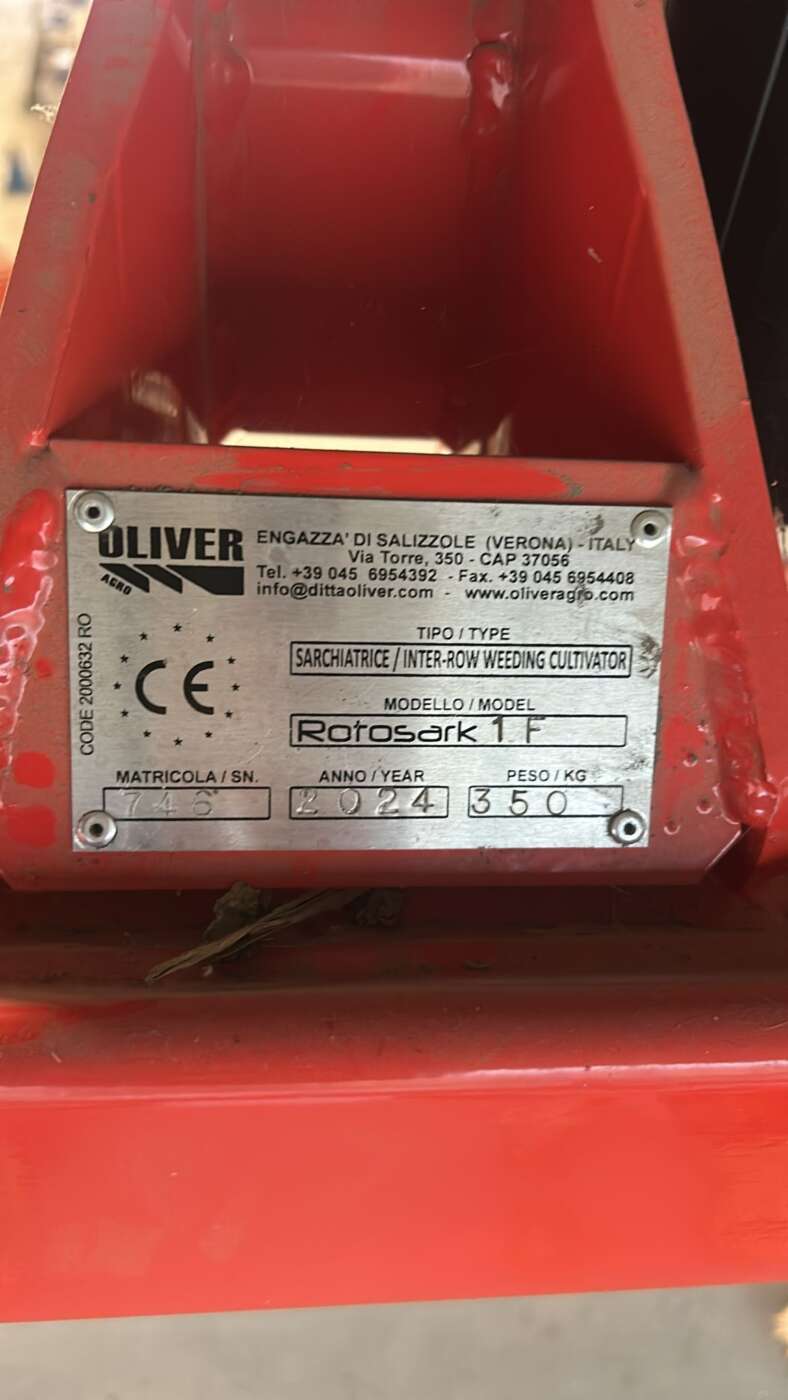 OLIVER
AGRO
ENGAZZA' DI SALIZZOLE (VERONA) - ITALY
Via Torre, 350 - CAP 37056
Tel. +39 045 6954392 - Fax. +39 045 6954408
info@dittaoliver.com - www.oliveragro.com
CODE 2000632 RO
CE
TIPO / TYPE
SARCHIATRICE / INTER-ROW WEEDING CULTIVATOR
MODELLO / MODEL
Rotosark 1 F
MATRICOLA / SN. ANNO / YEAR PESO / KG
746 2024 350